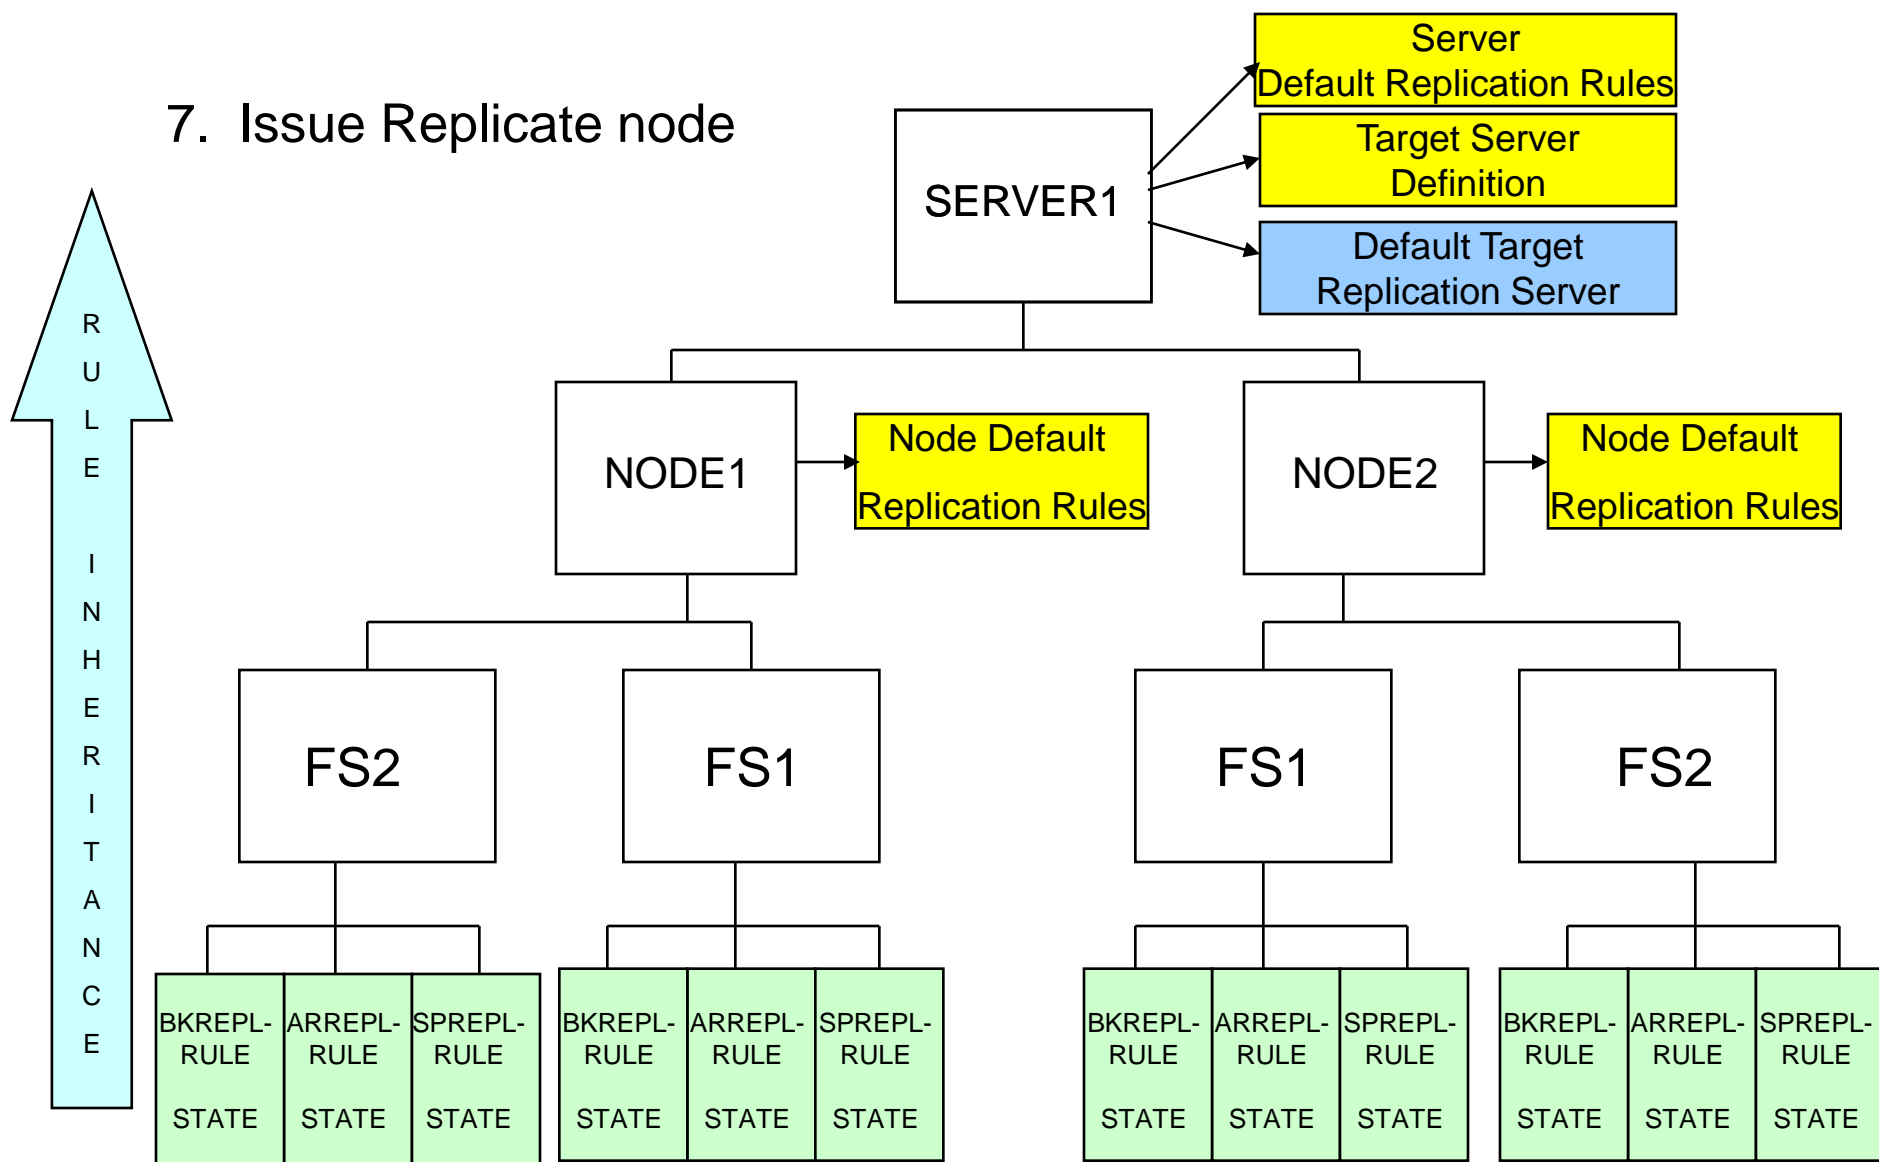 7. Issue Replicate node
Server
Default Replication Rules
Target Server
Definition
Default Target
Replication Server
SERVER1
R
U
L
E
I
N
H
E
R
I
T
A
N
C
E
NODE1
Node Default
Replication Rules
NODE2
Node Default
Replication Rules
FS2
FS1
FS1
FS2
BKREPL-
RULE
STATE
ARREPL-
RULE
STATE
SPREPL-
RULE
STATE
BKREPL-
RULE
STATE
ARREPL-
RULE
STATE
SPREPL-
RULE
STATE
BKREPL-
RULE
STATE
ARREPL-
RULE
STATE
SPREPL-
RULE
STATE
BKREPL-
RULE
STATE
ARREPL-
RULE
STATE
SPREPL-
RULE
STATE